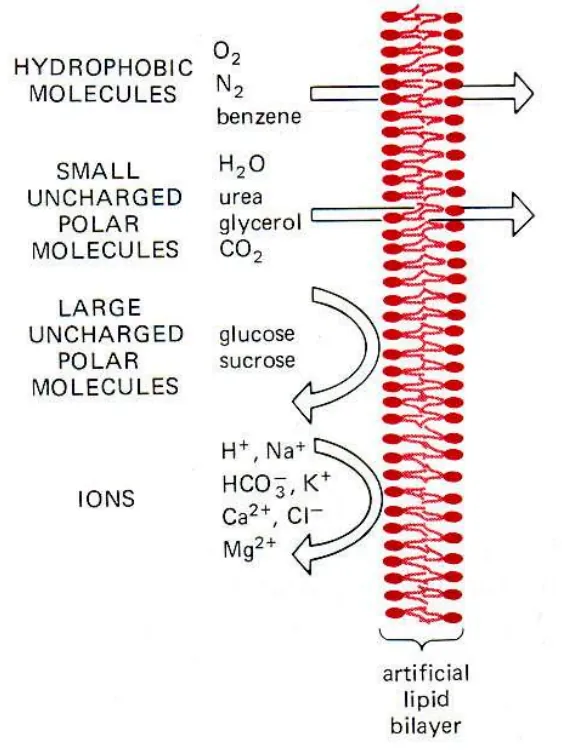 HYDROPHOBIC
MOLECULES
O₂
N₂
benzene
SMALL
UNCHARGED
POLAR
MOLECULES
H₂O
urea
glycerol
CO₂
LARGE
UNCHARGED
POLAR
MOLECULES
glucose
sucrose
IONS
H⁺, Na⁺
HCO₃⁻, K⁺
Ca²⁺, Cl⁻
Mg²⁺
artificial
lipid
bilayer